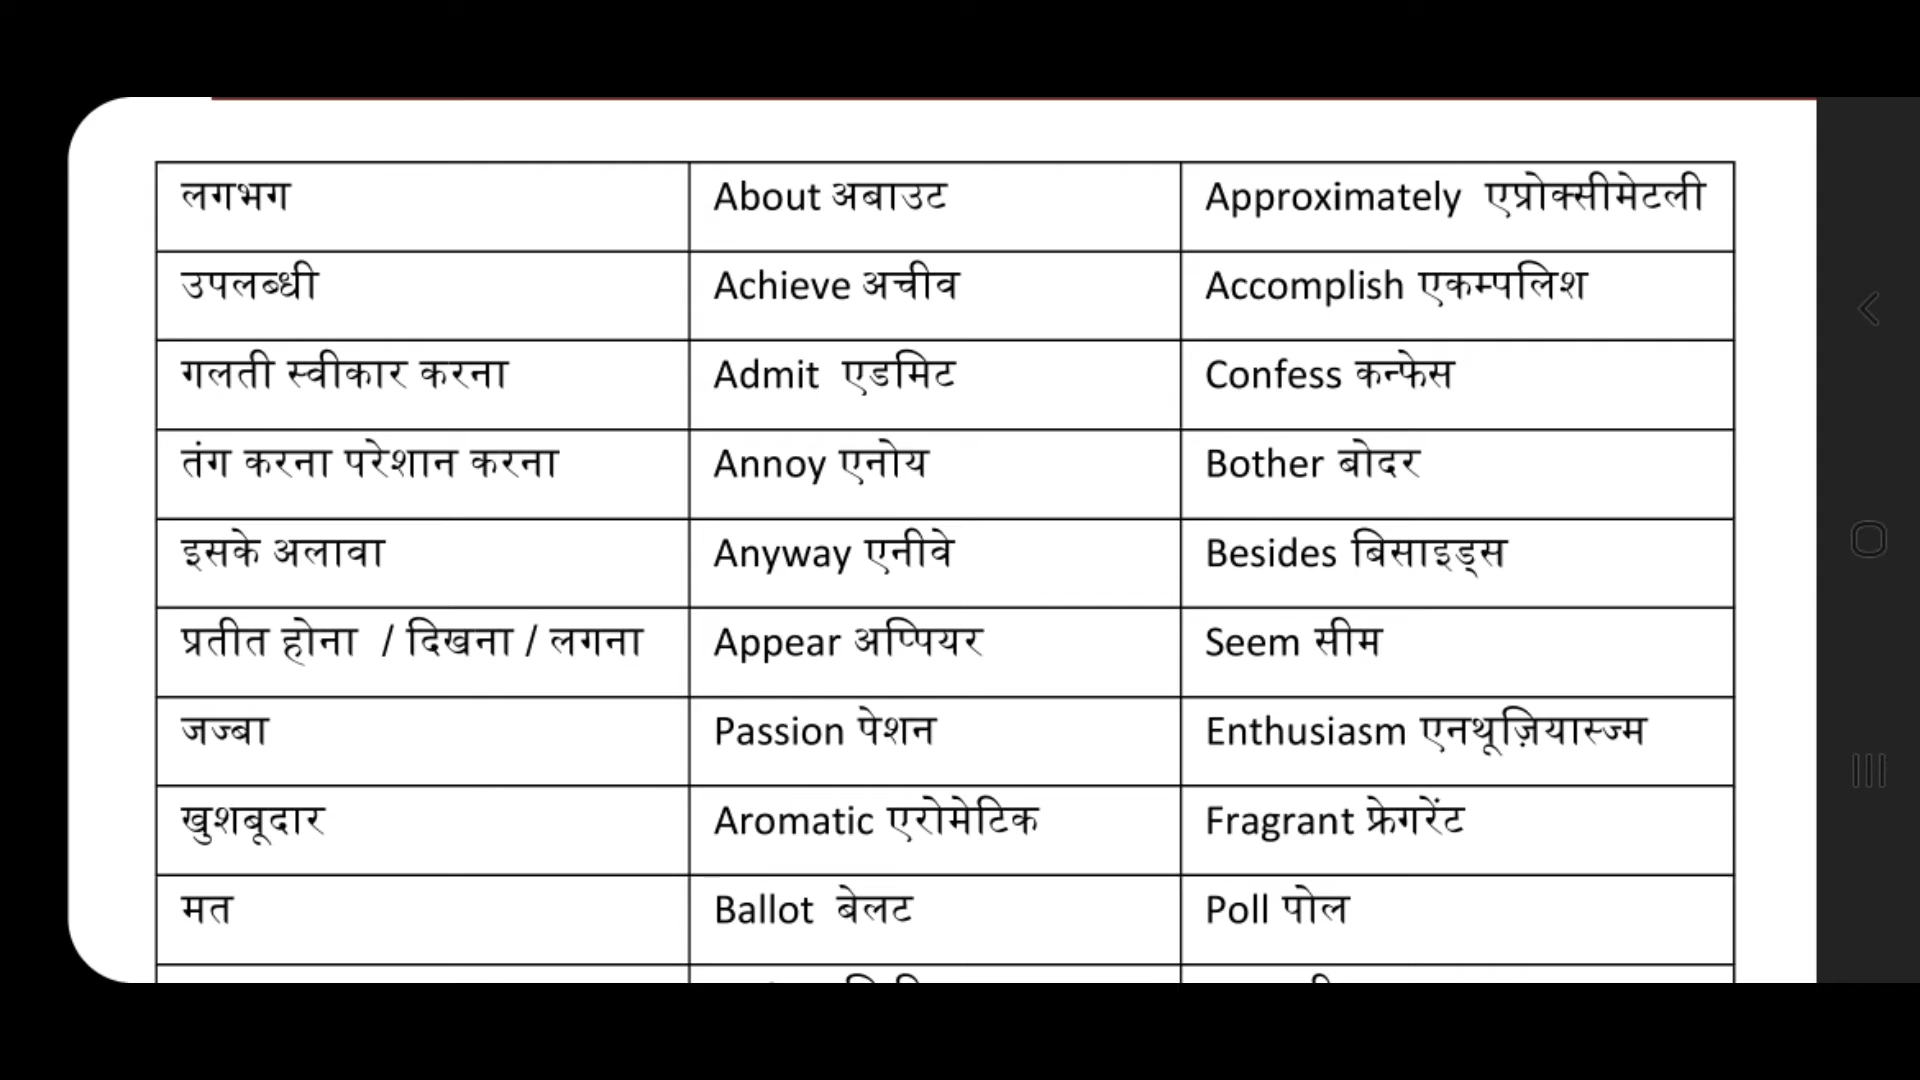 लगभग About अबाउट Approximately एप्रोक्सीमेटली
उपलब्धी Achieve अचीव Accomplish एकम्पलिश
गलती स्वीकार करना Admit एडमिट Confess कन्फेस
तंग करना परेशान करना Annoy एनोय Bother बोदर
इसके अलावा Anyway एनीवे Besides बिसाइड्स
प्रतीत होना / दिखना / लगना Appear अप्पियर Seem सीम
जज्बा Passion पेशन Enthusiasm एनथूज़ियास्ज्म
खुशबूदार Aromatic एरोमेटिक Fragrant फ्रेगरेंट
मत Ballot बेलट Poll पोल